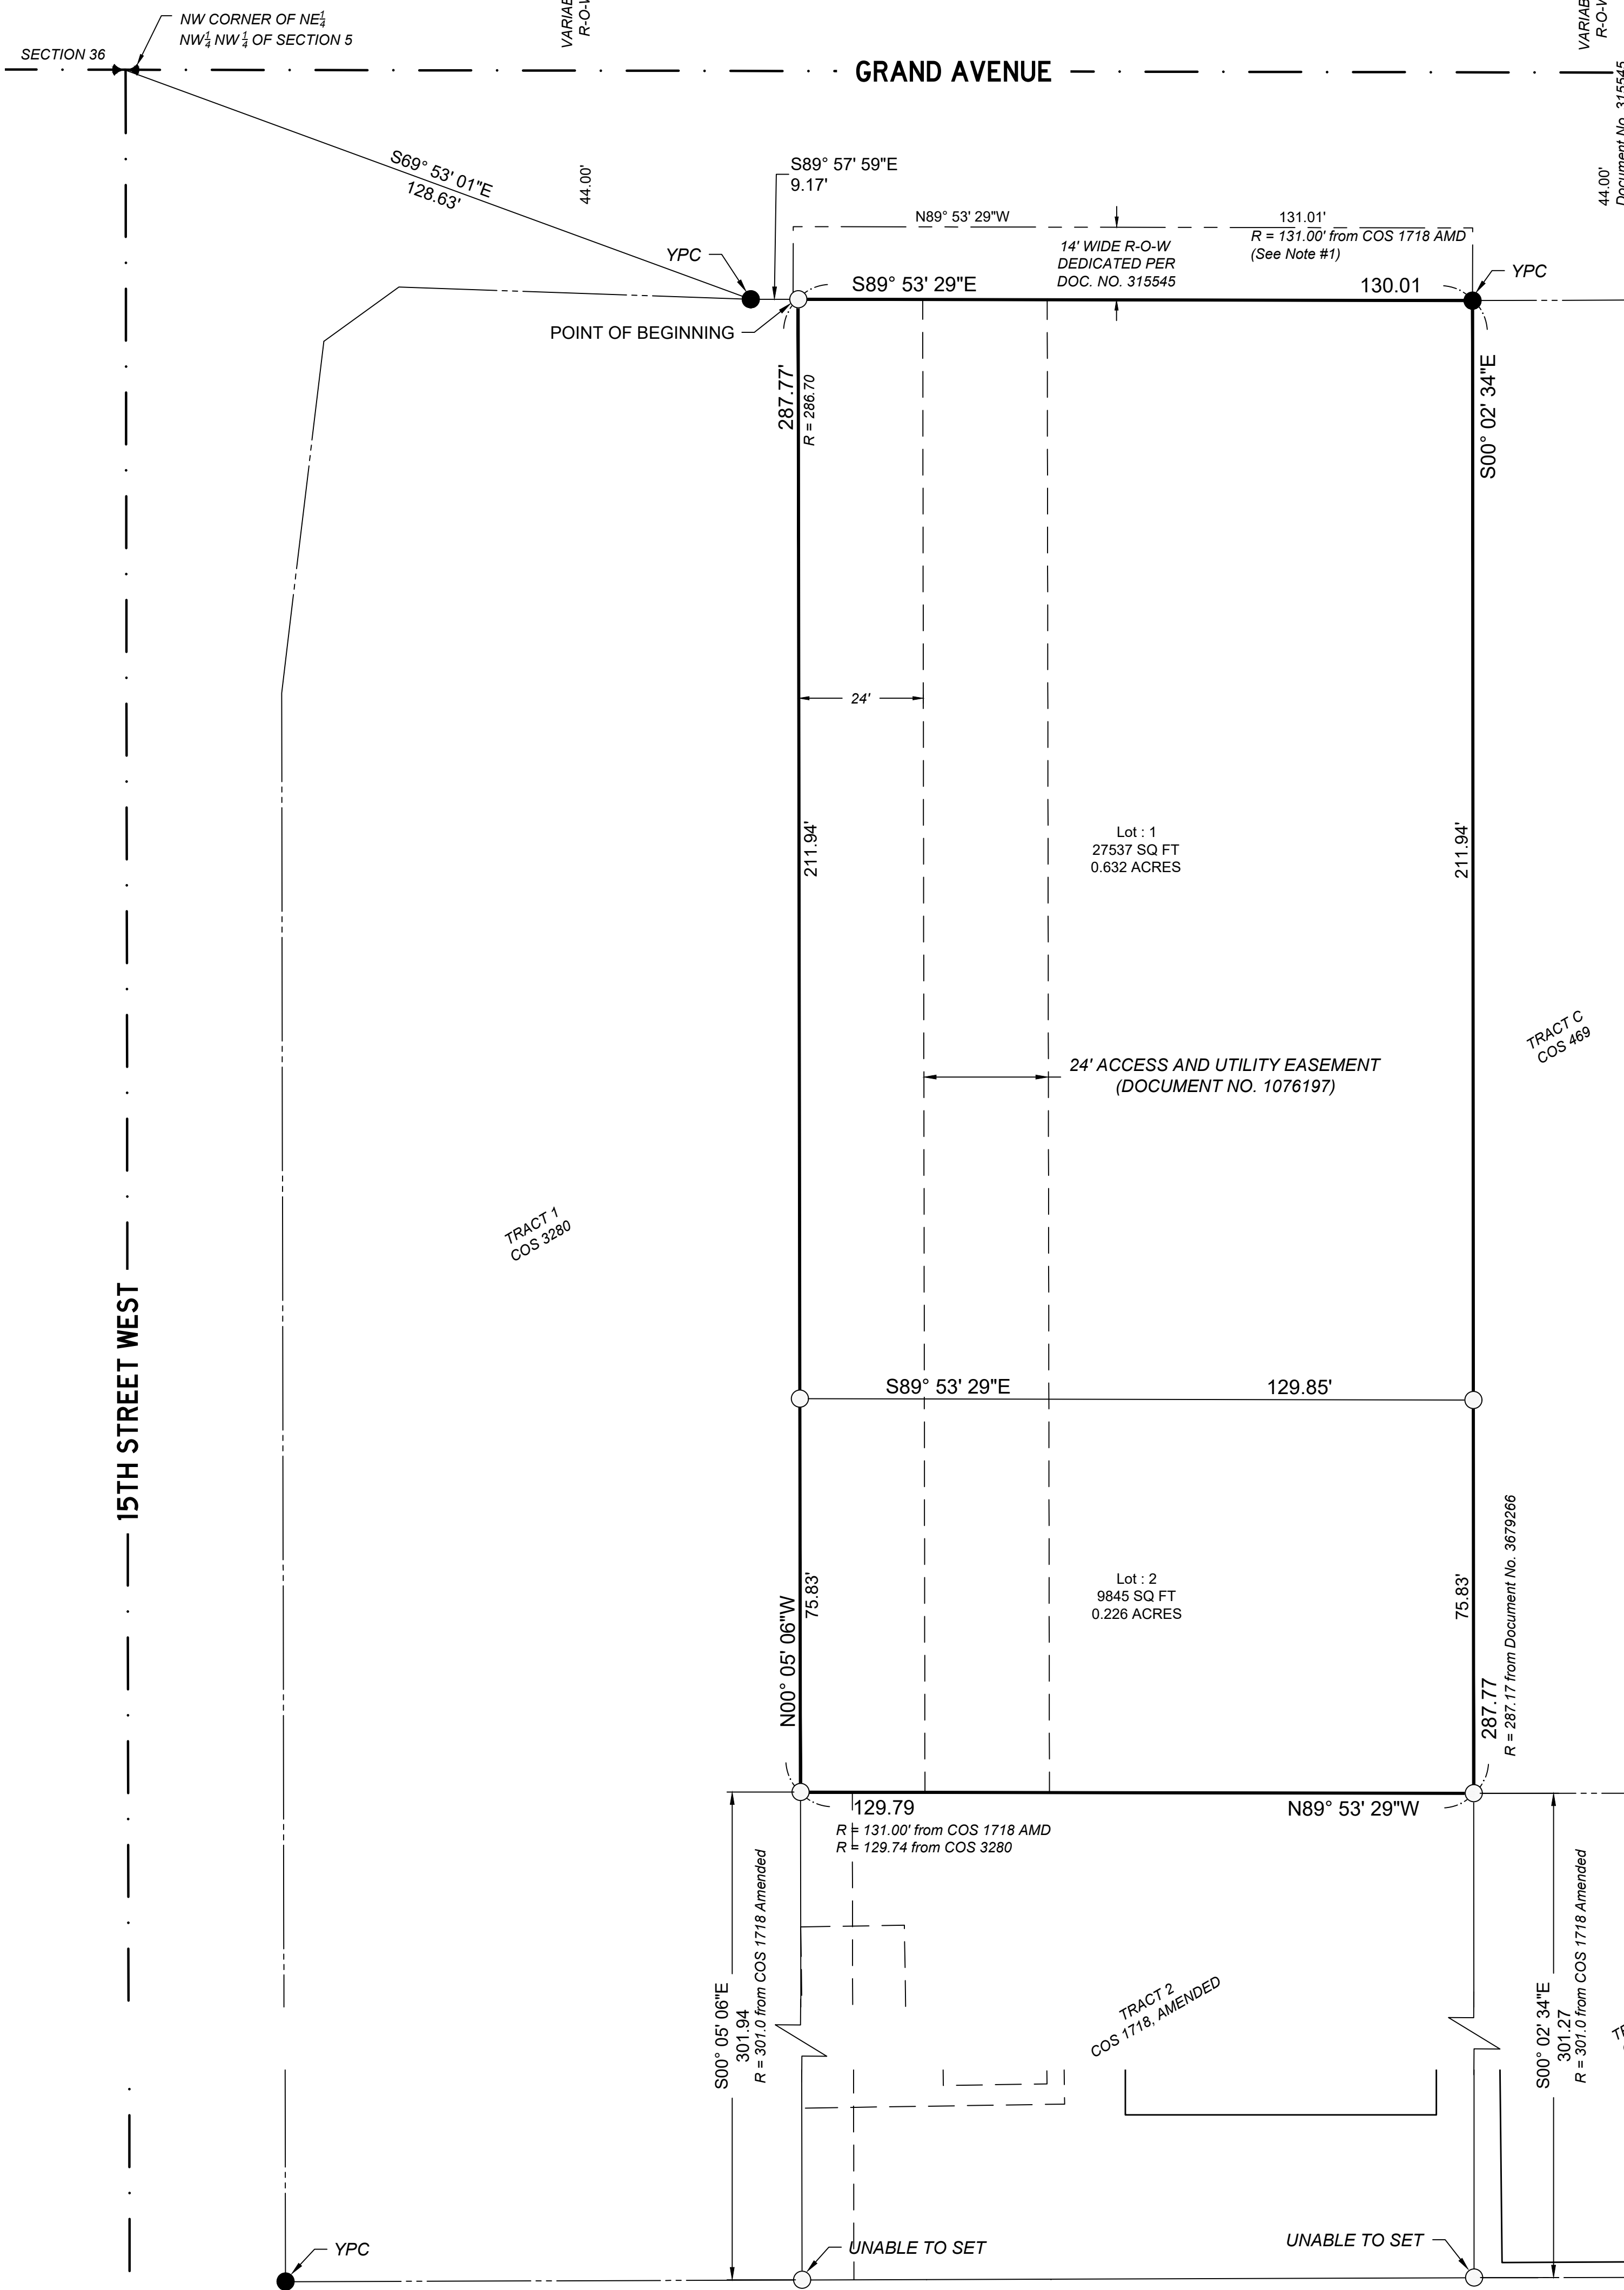 NW CORNER OF NE1/4
NW1/4 NW1/4 OF SECTION 5
SECTION 36
GRAND AVENUE
44.00'
44.00'
Document No. 315545
S69° 53' 01"E
128.63'
S89° 57' 59"E
9.17'
N89° 53' 29"W
131.01'
R = 131.00' from COS 1718 AMD
(See Note #1)
14' WIDE R-O-W
DEDICATED PER
DOC. NO. 315545
YPC
YPC
S89° 53' 29"E
130.01
POINT OF BEGINNING
287.77'
R = 286.70
S00° 02' 34"E
24'
211.94'
Lot : 1
27537 SQ FT
0.632 ACRES
211.94'
TRACT C
COS 469
24' ACCESS AND UTILITY EASEMENT
(DOCUMENT NO. 1076197)
TRACT 1
COS 3280
15TH STREET WEST
S89° 53' 29"E
129.85'
N00° 05' 06"W
75.83'
Lot : 2
9845 SQ FT
0.226 ACRES
75.83'
287.77
R = 287.17 from Document No. 3679266
129.79
N89° 53' 29"W
R = 131.00' from COS 1718 AMD
R = 129.74 from COS 3280
S00° 05' 06"E
301.94
R = 301.0 from COS 1718 Amended
TRACT 2
COS 1718, AMENDED
S00° 02' 34"E
301.27
R = 301.0 from COS 1718 Amended
YPC
UNABLE TO SET
UNABLE TO SET